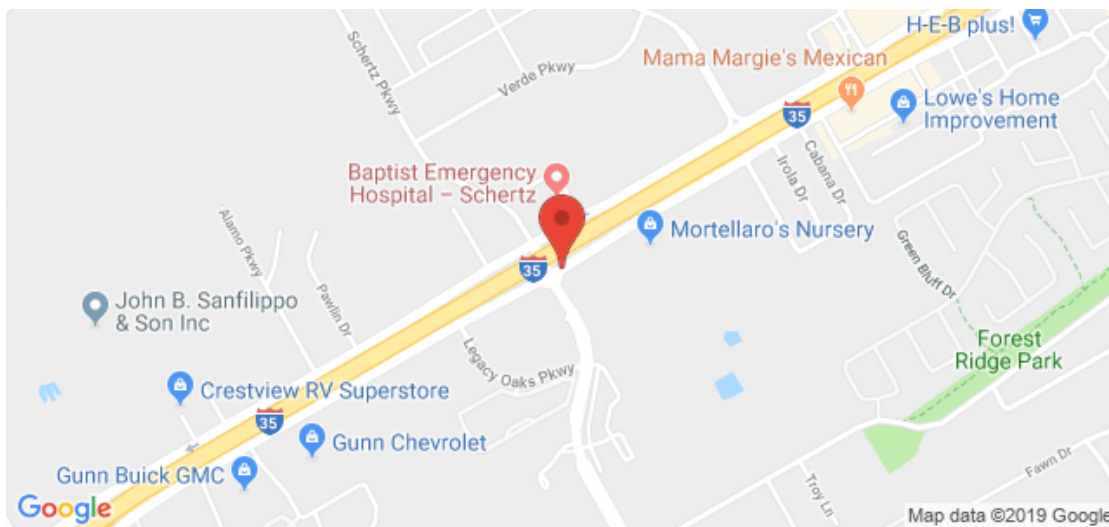 H-E-B plus!
Schertz Pkwy
Verde Pkwy
Mama Margie's Mexican
35
Lowe's Home
Improvement
Baptist Emergency
Hospital – Schertz
Irola Dr
Cabana Dr
Alamo Pkwy
Mortellaro's Nursery
Green Bluff Dr
35
John B. Sanfilippo
& Son Inc
Pawlin Dr
Forest
Ridge Park
Legacy Oaks Pkwy
Crestview RV Superstore
35
Gunn Chevrolet
Gunn Buick GMC
Troy Ln
Fawn Dr
Google
Map data ©2019 Google